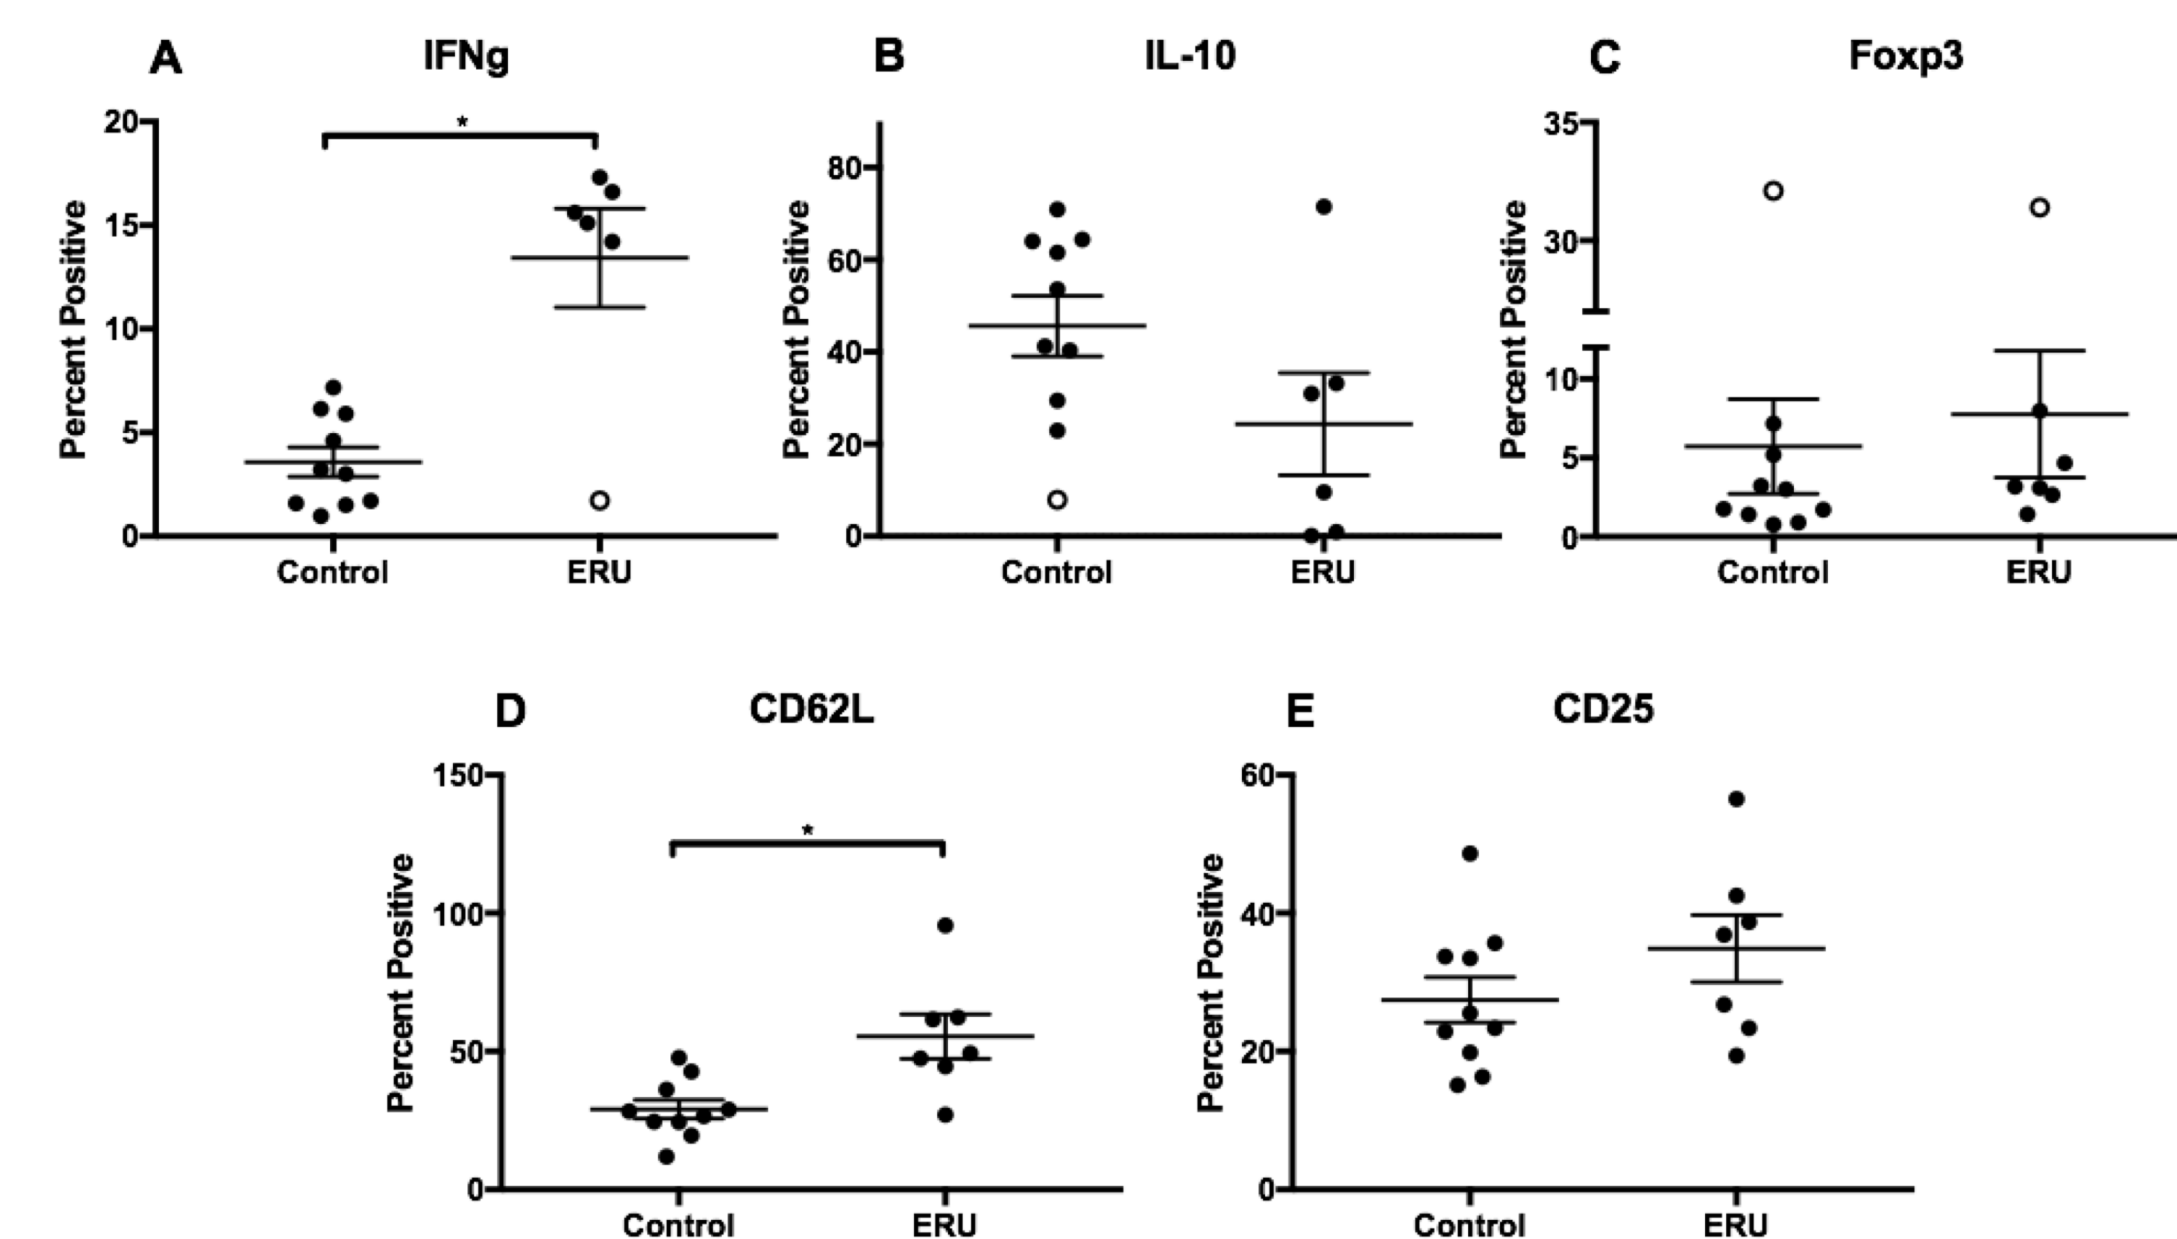 A IFNg
Percent Positive
20
15
10
5
0
*
Control ERU
B IL-10
Percent Positive
80
60
40
20
0
Control ERU
C Foxp3
Percent Positive
35
30
10
5
0
Control ERU
D CD62L
Percent Positive
150
100
50
0
*
Control ERU
E CD25
Percent Positive
60
40
20
0
Control ERU